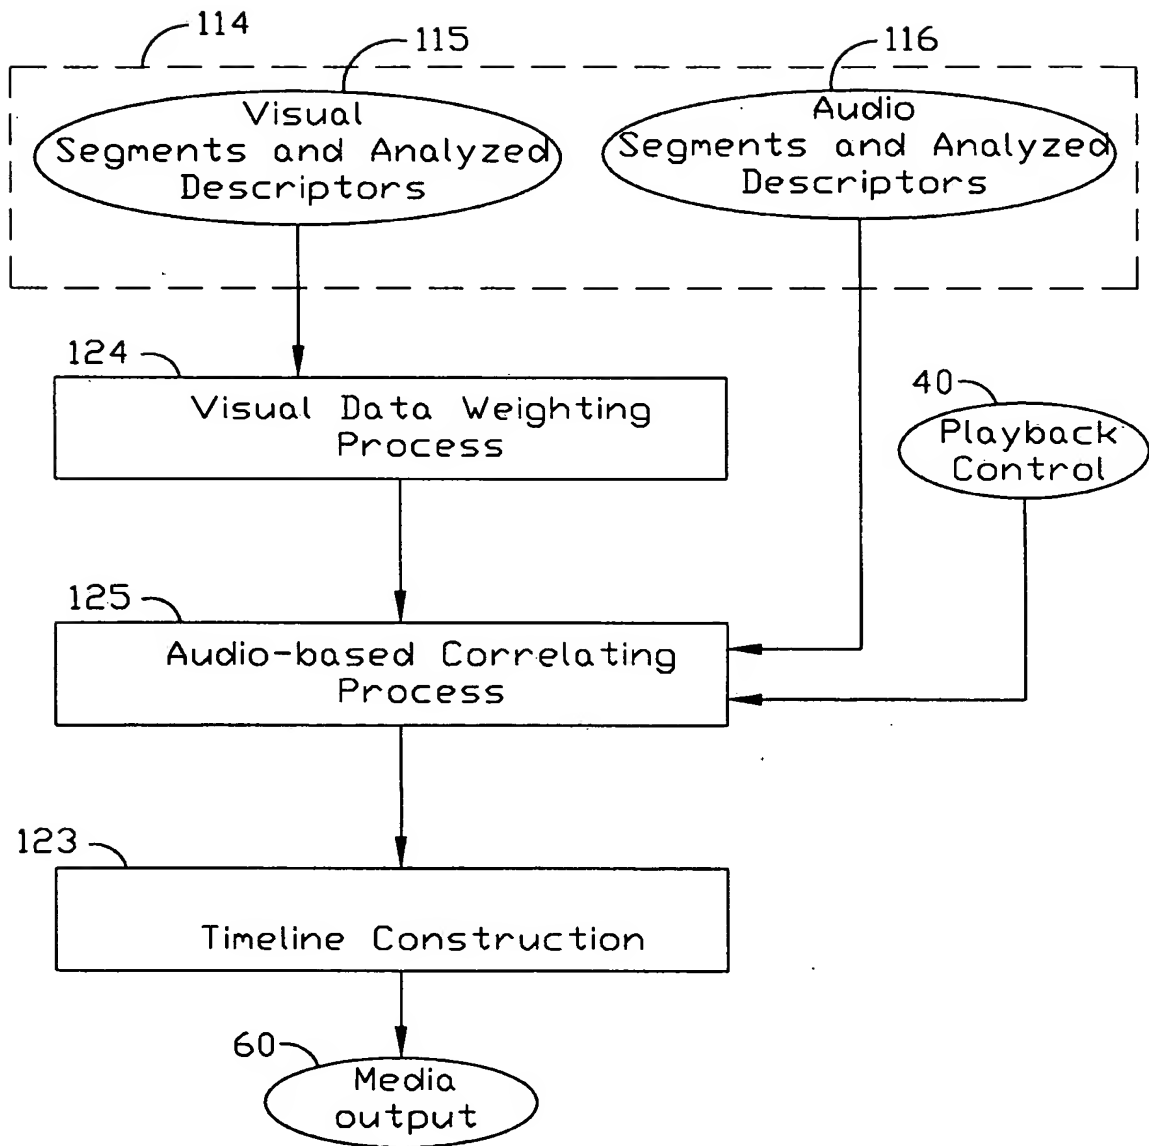 114
115
116
Visual
Segments and Analyzed
Descriptors
Audio
Segments and Analyzed
Descriptors
124
Visual Data Weighting
Process
40
Playback
Control
125
Audio-based Correlating
Process
123
Timeline Construction
60
Media
output